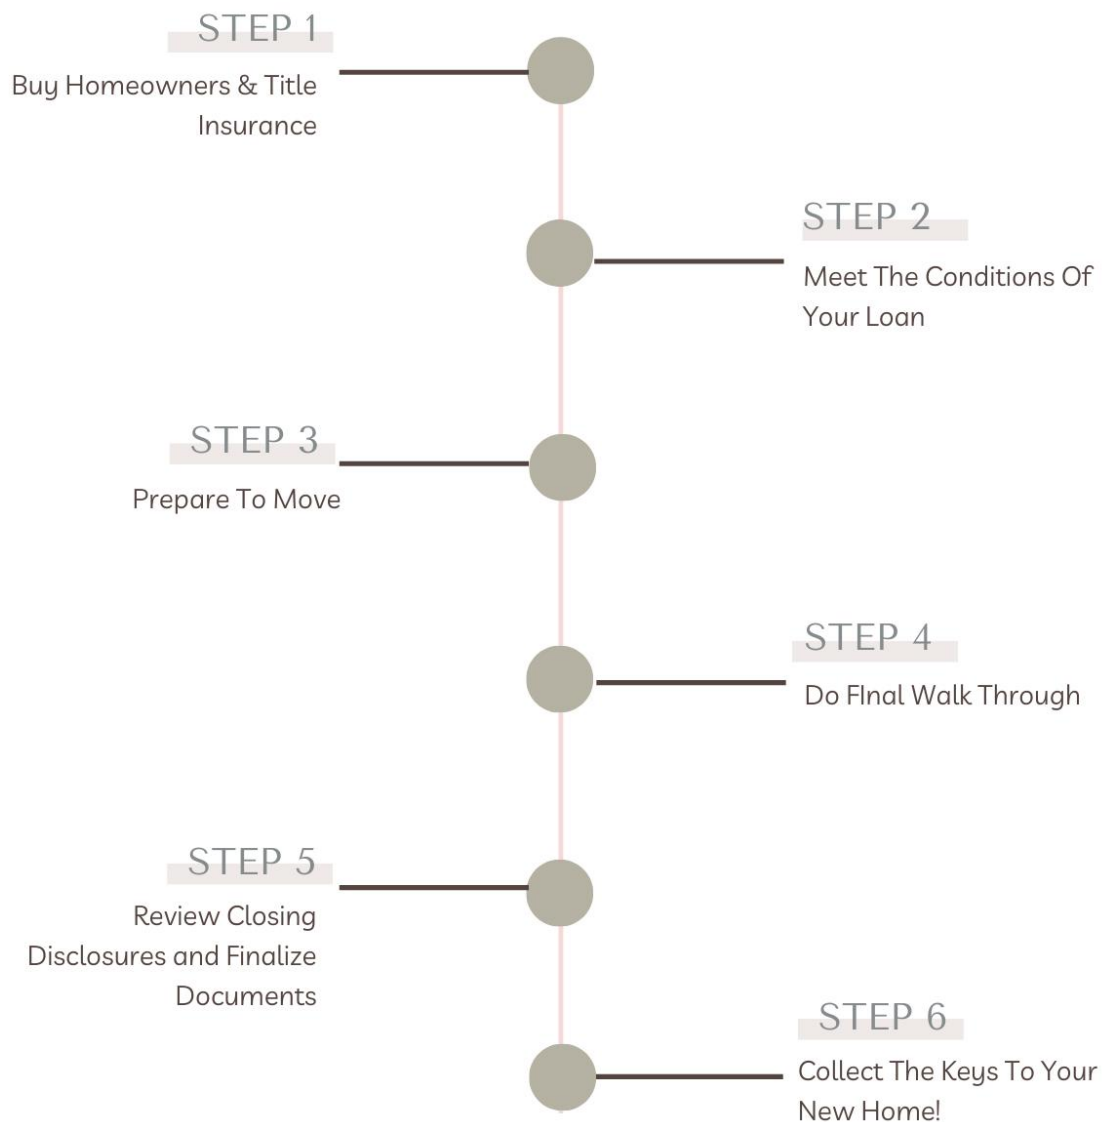 STEP 1
Buy Homeowners & Title
Insurance
STEP 2
Meet The Conditions Of
Your Loan
STEP 3
Prepare To Move
STEP 4
Do FInal Walk Through
STEP 5
Review Closing
Disclosures and Finalize
Documents
STEP 6
Collect The Keys To Your
New Home!